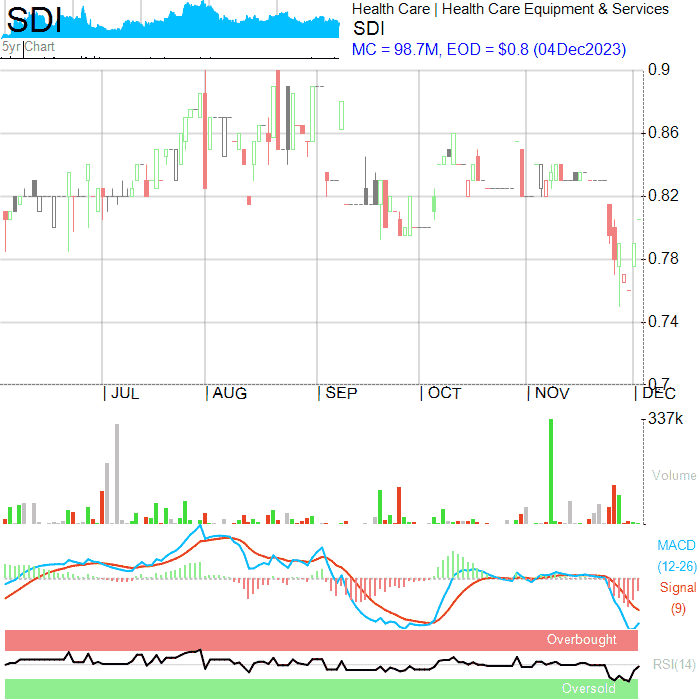 SDI
5yr Chart
Health Care | Health Care Equipment & Services
SDI
MC = 98.7M, EOD = $0.8 (04Dec2023)
0.9
0.86
0.82
0.78
0.74
0.7
JUL AUG SEP OCT NOV DEC
337k
Volume
MACD
(12-26)
Signal
(9)
Overbought
RSI(14)
Oversold